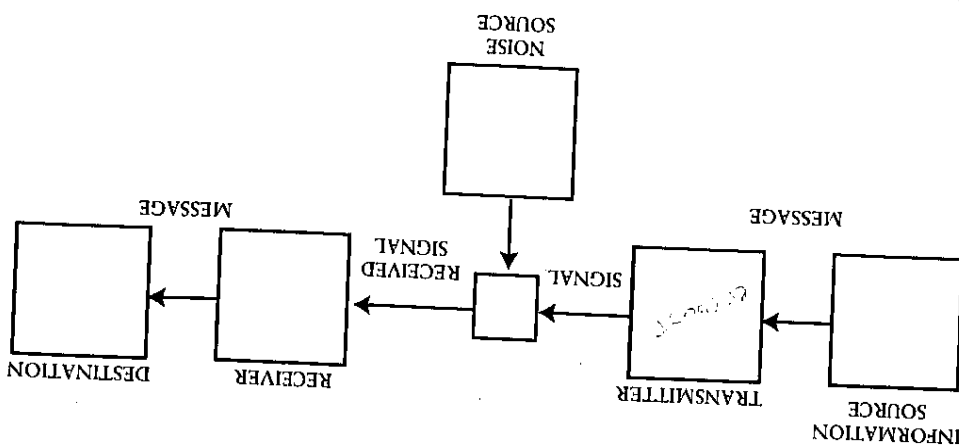 INFORMATION
SOURCE
TRANSMITTER
RECEIVER
DESTINATION
MESSAGE
SIGNAL
RECEIVED
SIGNAL
MESSAGE
NOISE
SOURCE